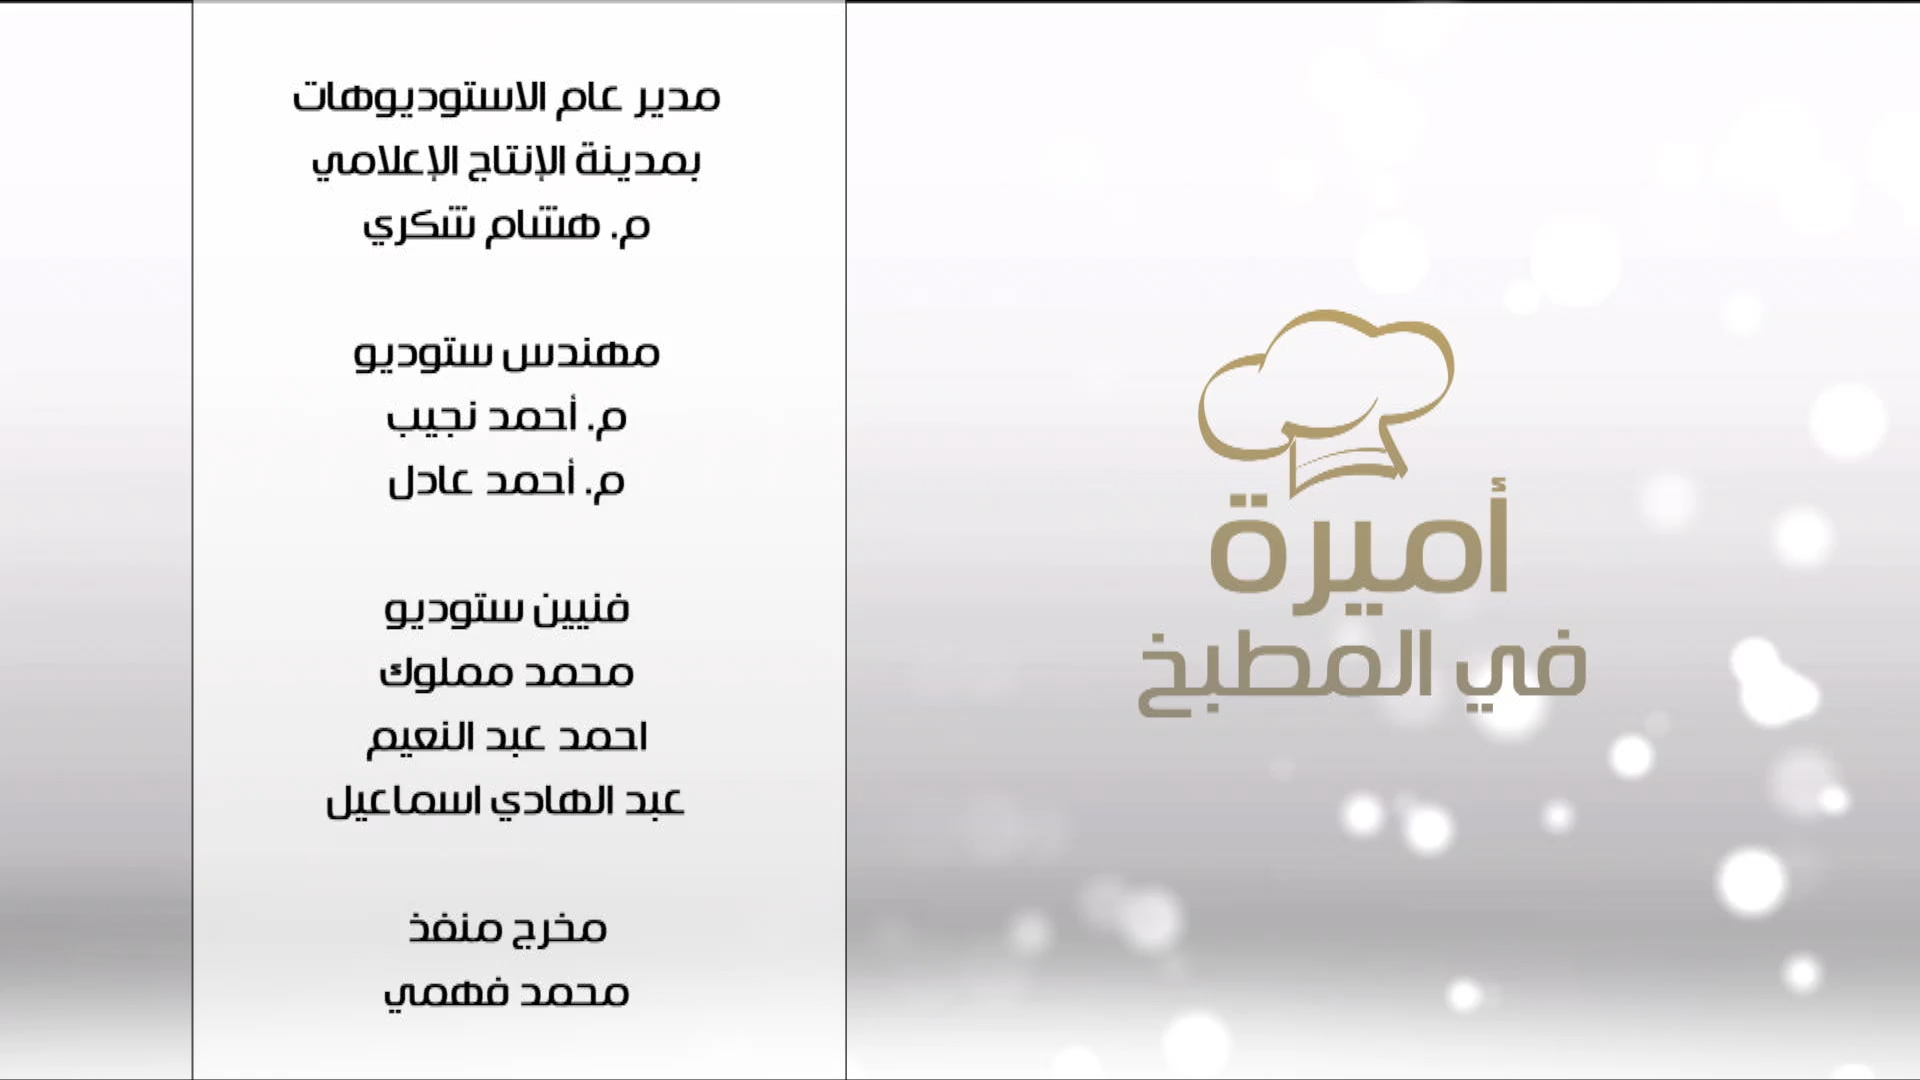 مدير عام الاستوديوهات
بمدينة الإنتاج الإعلامي
م. هشام شكري
مهندس ستوديو
م. أحمد نجيب
م. أحمد عادل
فنيين ستوديو
محمد مملوك
احمد عبد النعيم
عبد الهادي اسماعيل
مخرج منفذ
محمد فهمي
أميرة
في المطبخ